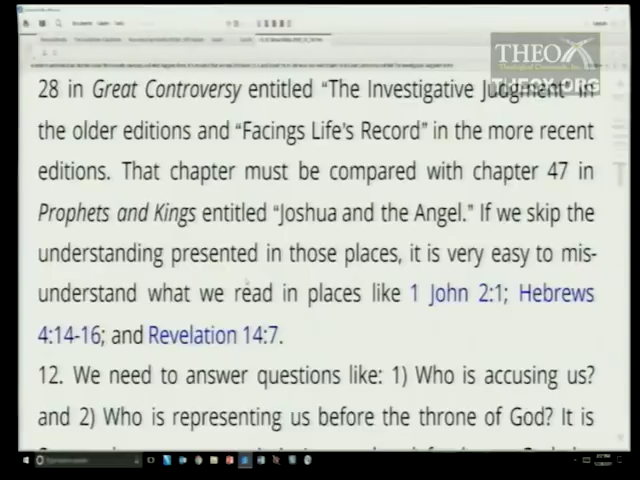 THEOX
THEOX.ORG
28 in Great Controversy entitled “The Investigative Judgment” in
the older editions and “Facings Life’s Record” in the more recent
editions. That chapter must be compared with chapter 47 in
Prophets and Kings entitled “Joshua and the Angel.” If we skip the
understanding presented in those places, it is very easy to mis-
understand what we read in places like 1 John 2:1; Hebrews
4:14-16; and Revelation 14:7.
12. We need to answer questions like: 1) Who is accusing us?
and 2) Who is representing us before the throne of God? It is